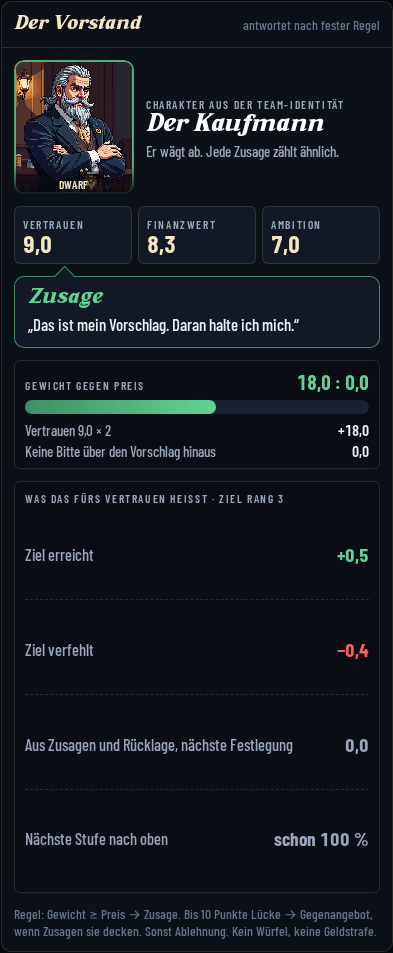 Der Vorstand
antwortet nach fester Regel
DWARF
CHARAKTER AUS DER TEAM-IDENTITÄT
Der Kaufmann
Er wägt ab. Jede Zusage zählt ähnlich.
VERTRAUEN
9,0
FINANZWERT
8,3
AMBITION
7,0
Zusage
„Das ist mein Vorschlag. Daran halte ich mich.“
GEWICHT GEGEN PREIS
18,0 : 0,0
Vertrauen 9,0 × 2
+18,0
Keine Bitte über den Vorschlag hinaus
0,0
WAS DAS FÜRS VERTRAUEN HEISST · ZIEL RANG 3
Ziel erreicht
+0,5
Ziel verfehlt
−0,4
Aus Zusagen und Rücklage, nächste Festlegung
0,0
Nächste Stufe nach oben
schon 100 %
Regel: Gewicht ≥ Preis → Zusage. Bis 10 Punkte Lücke → Gegenangebot,
wenn Zusagen sie decken. Sonst Ablehnung. Kein Würfel, keine Geldstrafe.